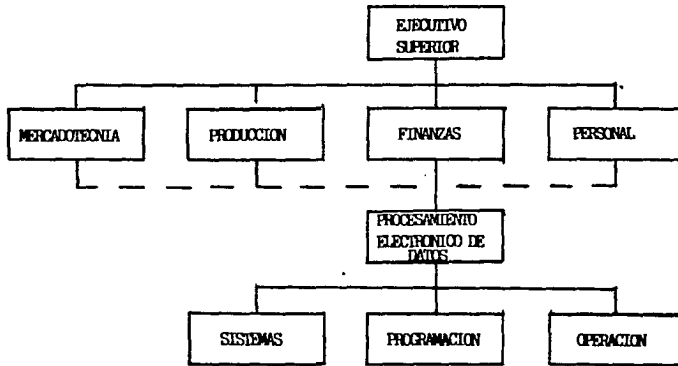 EJECUTIVO
SUPERIOR
MERCADOTECNIA
PRODUCCION
FINANZAS
PERSONAL
PROCESAMIENTO
ELECTRONICO DE
DATOS
SISTEMAS
PROGRAMACION
OPERACION